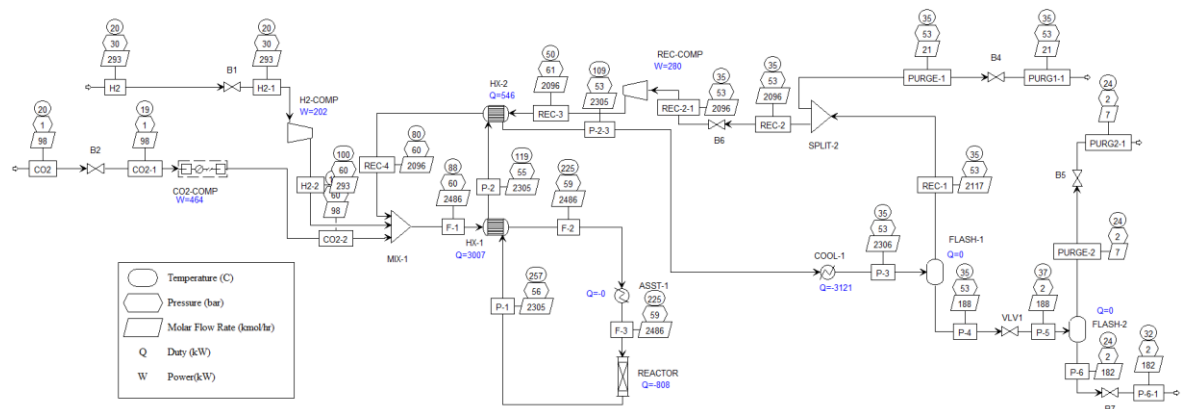 20
30
293
H2
B1
20
30
293
H2-1
H2-COMP
W=202
20
1
98
CO2
B2
19
1
98
CO2-1
CO2-COMP
W=464
100
60
293
H2-2
60
98
CO2-2
MIX-1
80
60
2096
REC-4
88
60
2486
F-1
HX-1
Q=3007
119
55
2305
P-2
HX-2
Q=546
50
61
2096
REC-3
109
53
2305
P-2-3
REC-COMP
W=280
35
53
2096
REC-2-1
B6
35
53
2096
REC-2
SPLIT-2
35
53
21
PURGE-1
B4
35
53
21
PURG1-1
225
59
2486
F-2
257
56
2305
P-1
Q=-0
ASST-1
225
59
2486
F-3
REACTOR
Q=-808
COOL-1
Q=-3121
35
53
2306
P-3
FLASH-1
Q=0
35
53
2117
REC-1
35
53
188
P-4
VLV1
37
2
188
P-5
Q=0
FLASH-2
24
2
7
PURGE-2
B5
24
2
7
PURG2-1
24
2
182
P-6
B7
32
2
182
P-6-1
Temperature (C)
Pressure (bar)
Molar Flow Rate (kmol/hr)
Q Duty (kW)
W Power(kW)